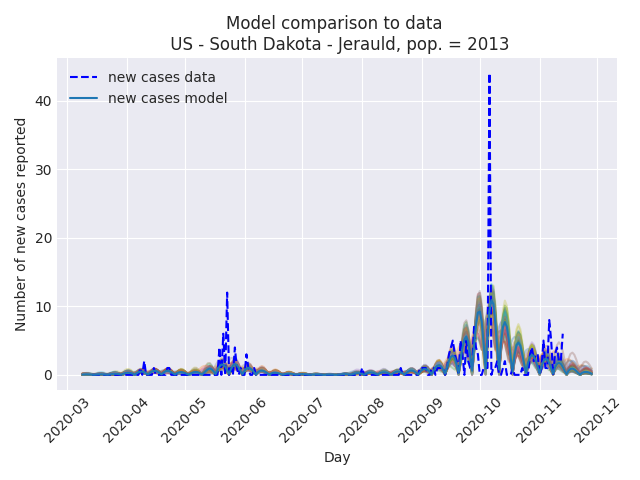 Model comparison to data
US - South Dakota - Jerauld, pop. = 2013
new cases data
new cases model
Number of new cases reported
40
30
20
10
0
2020-03
2020-04
2020-05
2020-06
2020-07
2020-08
2020-09
2020-10
2020-11
2020-12
Day